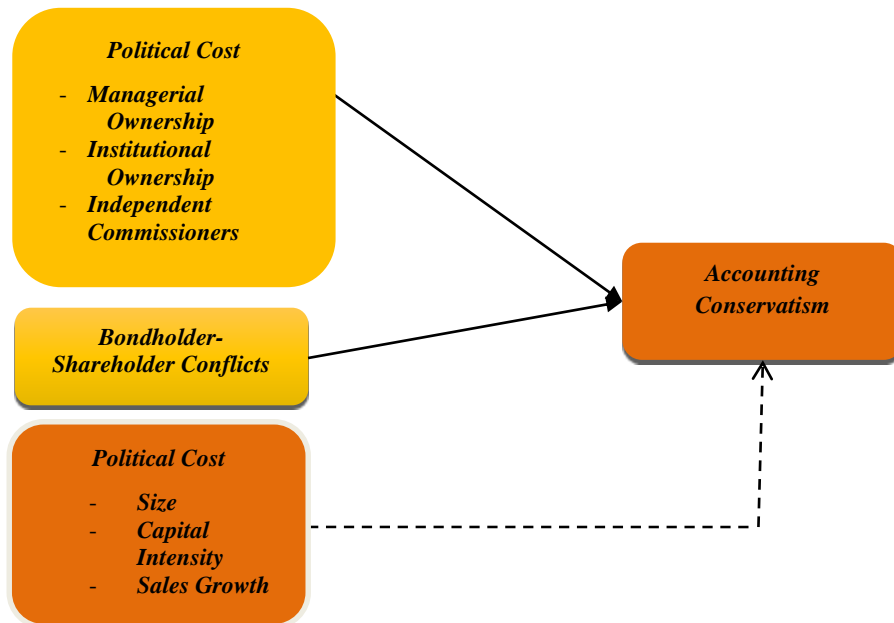 Political Cost
- Managerial
Ownership
- Institutional
Ownership
- Independent
Commissioners
Bondholder-
Shareholder Conflicts
Political Cost
- Size
- Capital
Intensity
- Sales Growth
Accounting
Conservatism